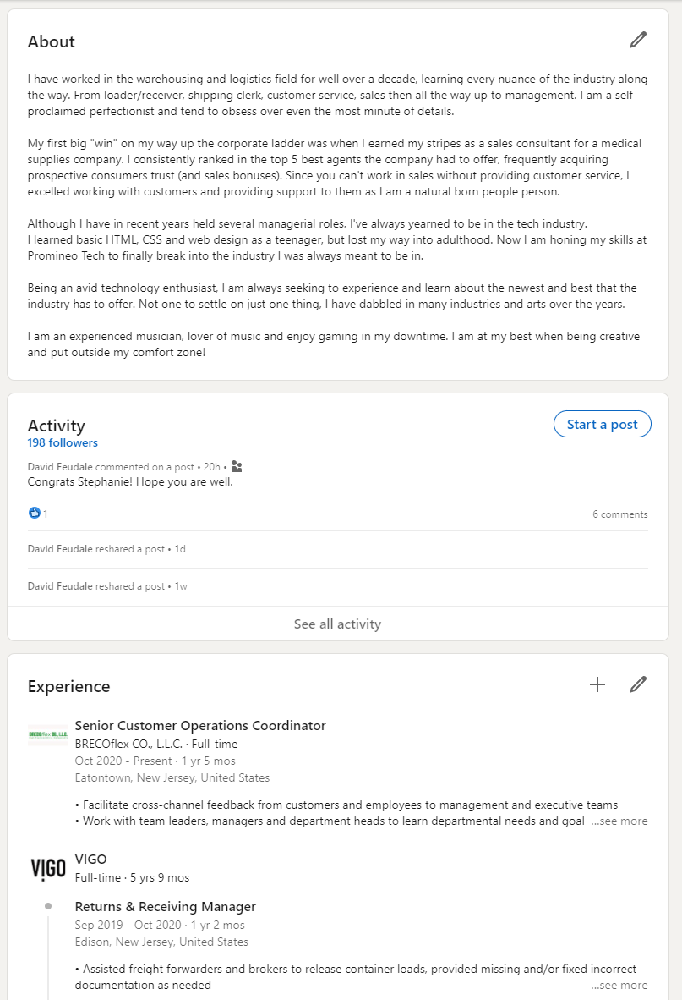 About
I have worked in the warehousing and logistics field for well over a decade, learning every nuance of the industry along
the way. From loader/receiver, shipping clerk, customer service, sales then all the way up to management. I am a self-
proclaimed perfectionist and tend to obsess over even the most minute of details.
My first big "win" on my way up the corporate ladder was when I earned my stripes as a sales consultant for a medical
supplies company. I consistently ranked in the top 5 best agents the company had to offer, frequently acquiring
prospective consumers trust (and sales bonuses). Since you can't work in sales without providing customer service, I
excelled working with customers and providing support to them as I am a natural born people person.
Although I have in recent years held several managerial roles, I've always yearned to be in the tech industry.
I learned basic HTML, CSS and web design as a teenager, but lost my way into adulthood. Now I am honing my skills at
Promineo Tech to finally break into the industry I was always meant to be in.
Being an avid technology enthusiast, I am always seeking to experience and learn about the newest and best that the
industry has to offer. Not one to settle on just one thing, I have dabbled in many industries and arts over the years.
I am an experienced musician, lover of music and enjoy gaming in my downtime. I am at my best when being creative
and put outside my comfort zone!
Activity
Start a post
198 followers
David Feudale commented on a post • 20h •
Congrats Stephanie! Hope you are well.
1
6 comments
David Feudale reshared a post • 1d
David Feudale reshared a post • 1w
See all activity
Experience
BRECOflex CO., L.L.C.
Senior Customer Operations Coordinator
BRECOflex CO., L.L.C. · Full-time
Oct 2020 - Present · 1 yr 5 mos
Eatontown, New Jersey, United States
• Facilitate cross-channel feedback from customers and employees to management and executive teams
• Work with team leaders, managers and department heads to learn departmental needs and goal ...see more
VIGO
VIGO
Full-time · 5 yrs 9 mos
Returns & Receiving Manager
Sep 2019 - Oct 2020 · 1 yr 2 mos
Edison, New Jersey, United States
• Assisted freight forwarders and brokers to release container loads, provided missing and/or fixed incorrect
documentation as needed ...see more